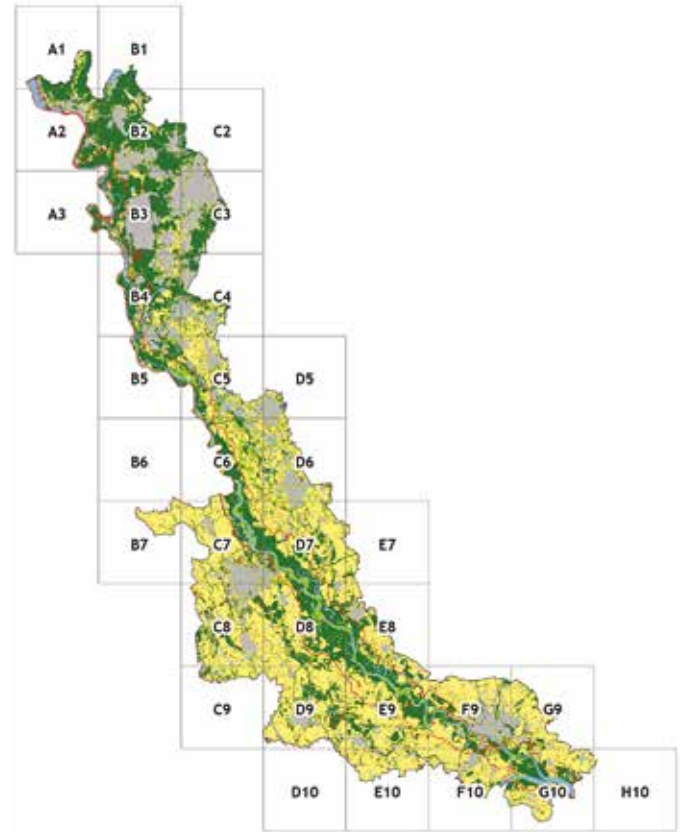 A1 B1
A2 B2 C2
A3 B3 C3
B4 C4
B5 C5 D5
B6 C6 D6
B7 C7 D7 E7
C8 D8 E8
C9 D9 E9 F9 G9
D10 E10 F10 G10 H10